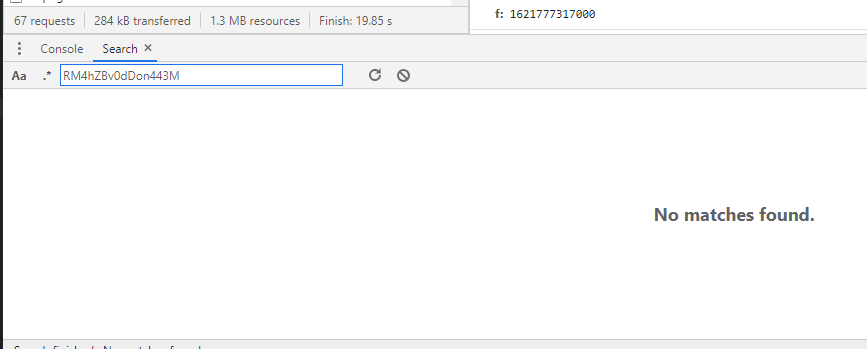 67 requests 284 kB transferred 1.3 MB resources Finish: 19.85 s
f: 1621777317000
Console Search ×
Aa .* RM4hZBv0dDon443M
No matches found.